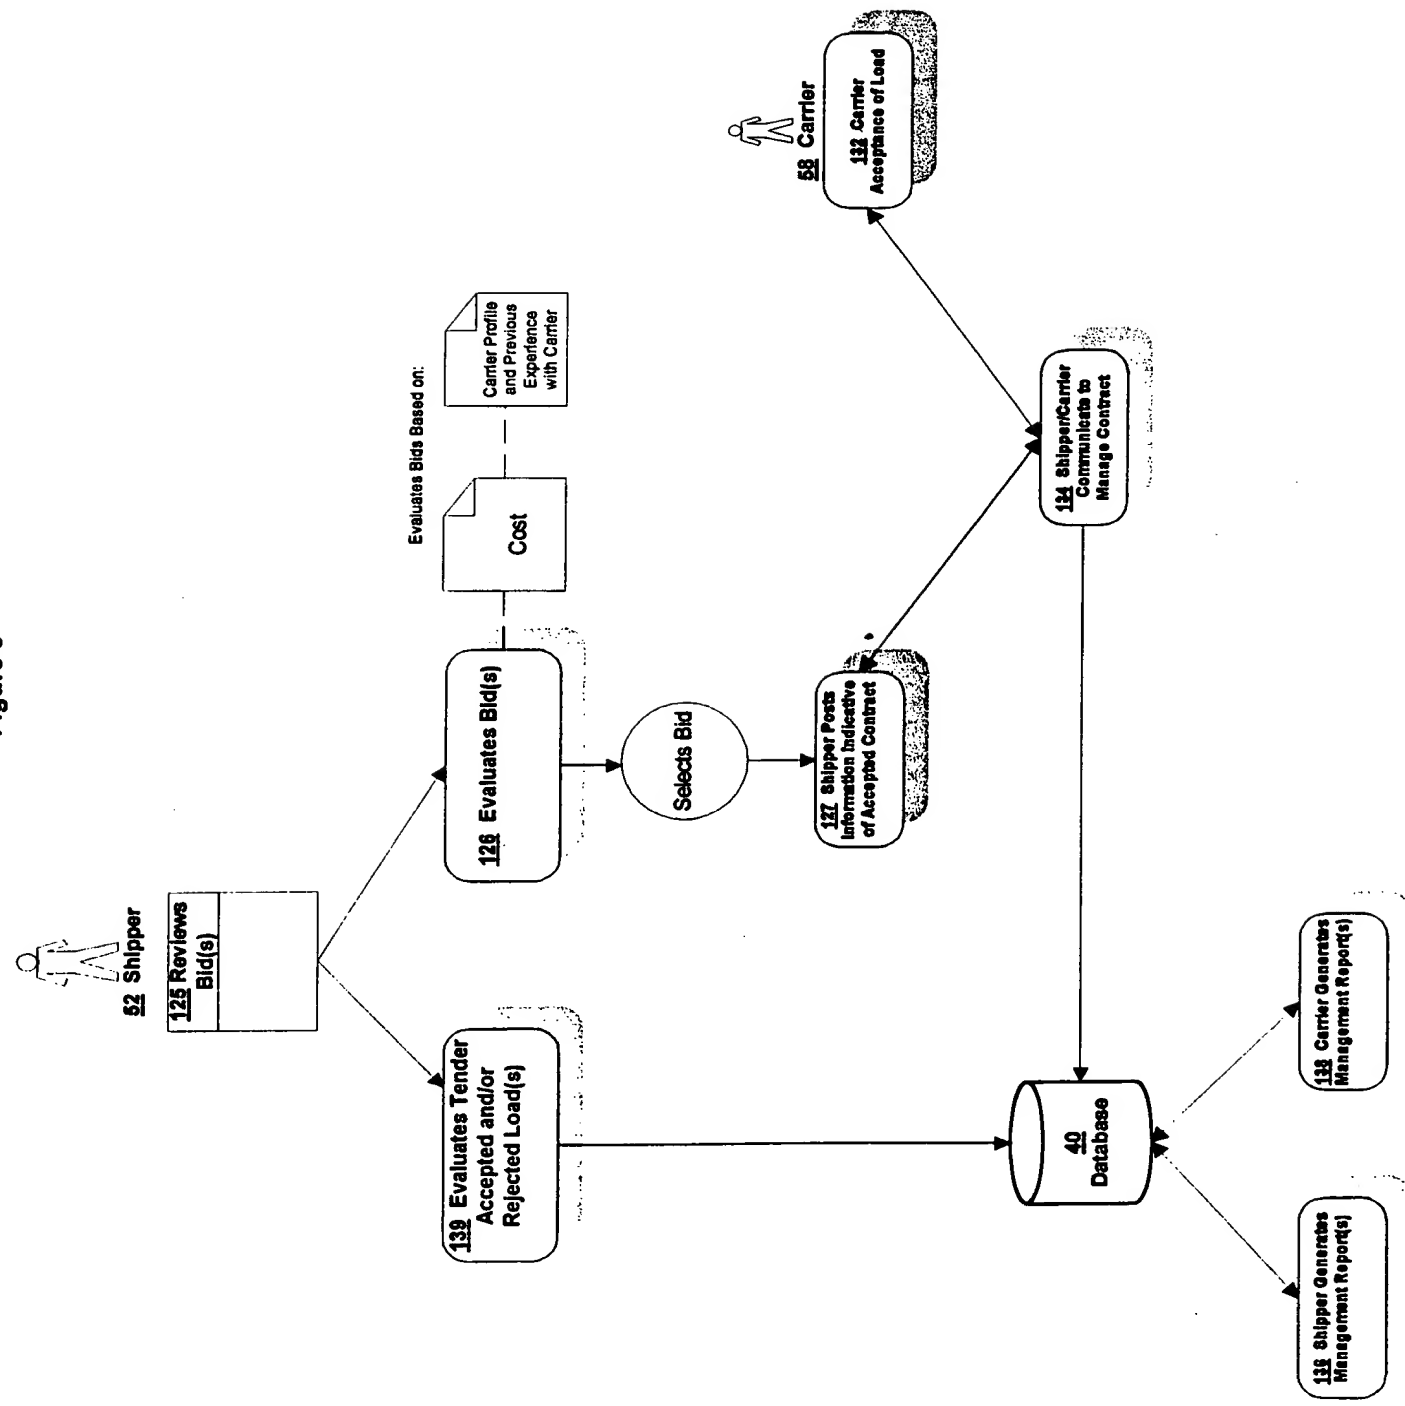 52 Shipper
125 Reviews
Bid(s)
139 Evaluates Tender
Accepted and/or
Rejected Load(s)
126 Evaluates Bid(s)
Evaluates Bids Based on:
Cost
Carrier Profile
and Previous
Experience
with Carrier
Selects Bid
58 Carrier
127 Shipper Posts
Information Indicative
of Accepted Contract
132 Carrier
Acceptance of Load
134 Shipper/Carrier
Communicate to
Manage Contract
40
Database
136 Shipper Generates
Management Report(s)
138 Carrier Generates
Management Report(s)